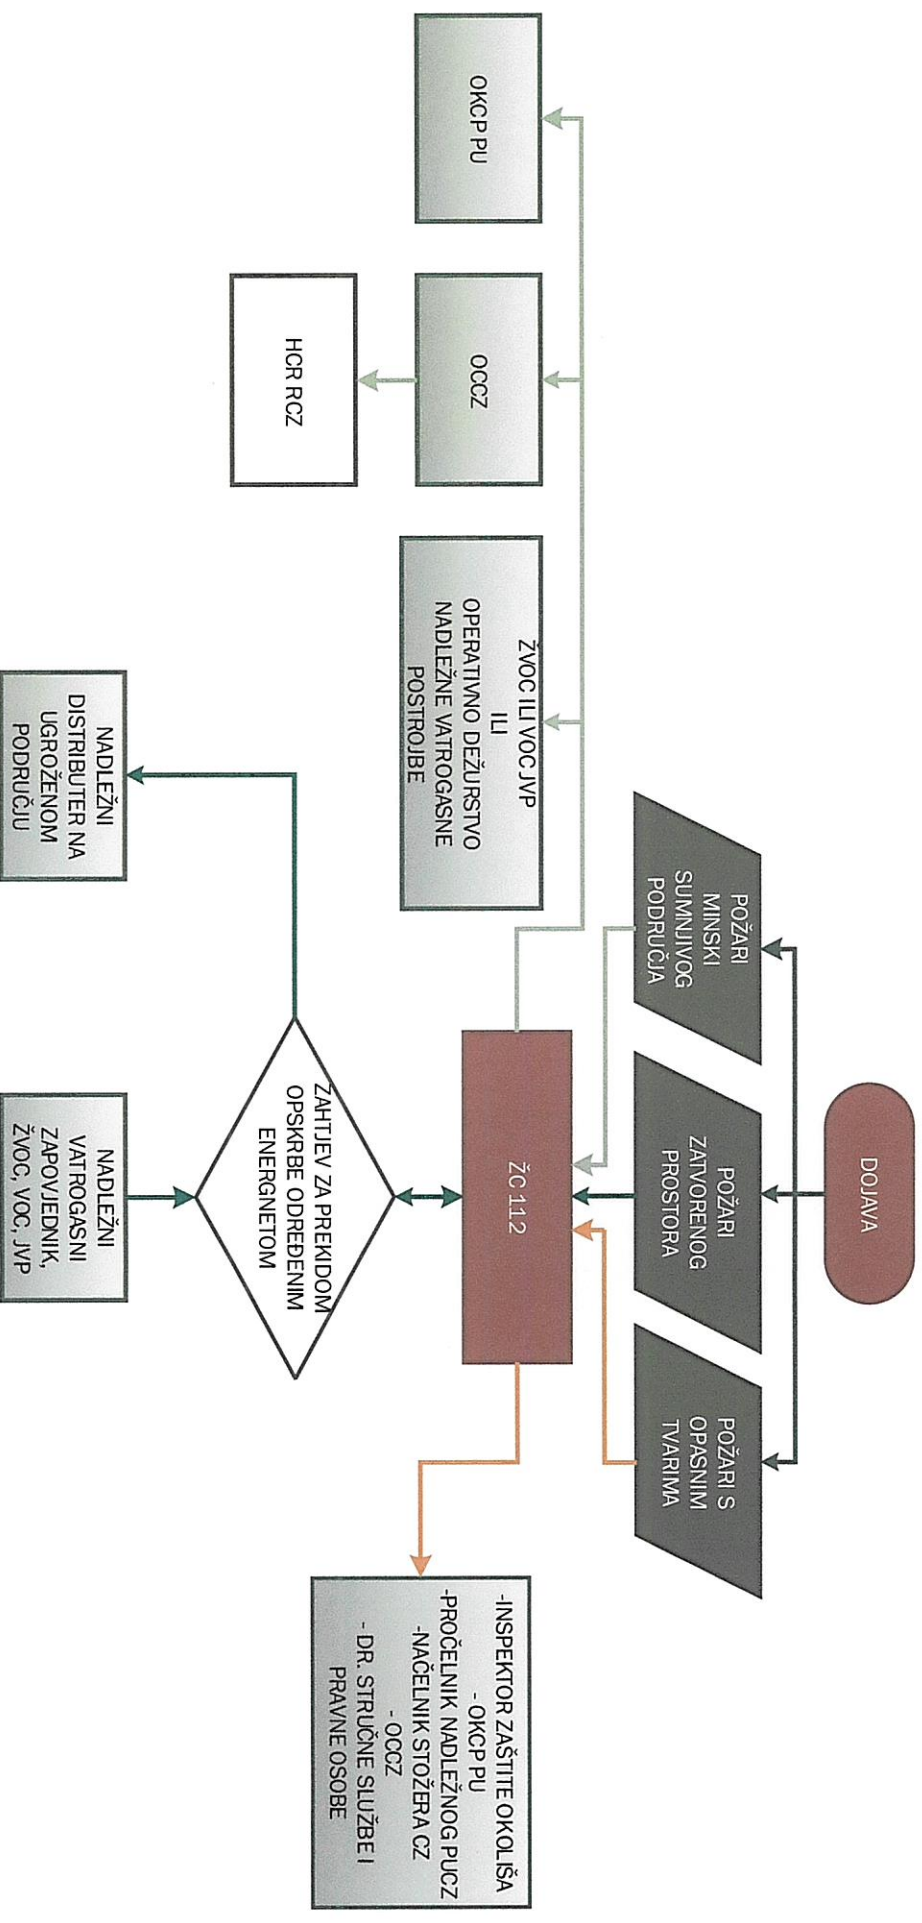 DOJAVA
POŽARI
MINSKI
SUMNJIVOG
PODRUČJA
POŽARI
ZATVORENOG
PROSTORA
POŽARI S
OPASNIM
TVARIMA
ŽC 112
OKCP PU
OCCZ
HCR RCZ
ŽVOC ILI VOC JVP
ILI
OPERATIVNO DEŽURSTVO
NADLEŽNE VATROGASNE
POSTROJBE
ZAHTJEV ZA PREKIDOM
OPSKRBE ODREĐENIM
ENERGNETOM
-INSPEKTOR ZAŠTITE OKOLIŠA
- OKCP PU
-PROČELNIK NADLEŽNOG PUCZ
-NAČELNIK STOŽERA CZ
- OCCZ
- DR. STRUČNE SLUŽBE I
PRAVNE OSOBE
NADLEŽNI
DISTRIBUTER NA
UGROŽENOM
PODRUČJU
NADLEŽNI
VATROGASNI
ZAPOVJEDNIK,
ŽVOC, VOC, JVP